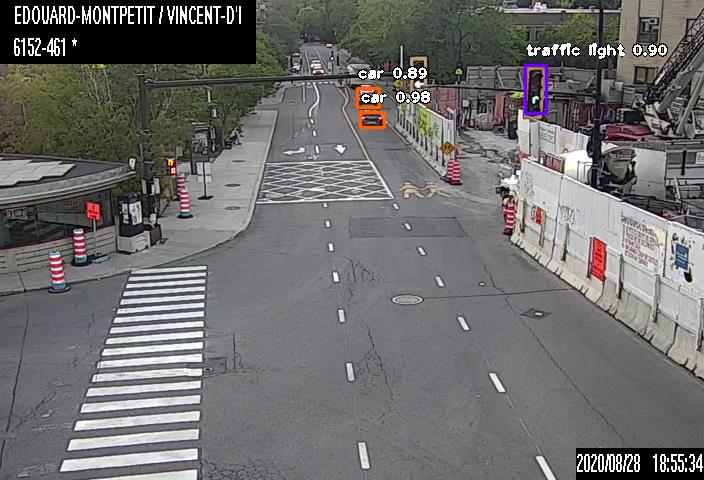 EDOUARD-MONTPETIT / VINCENT-D'I
6152-461 *
traffic light 0.90
car 0.89
car 0.98
2020/08/28 18:55:34